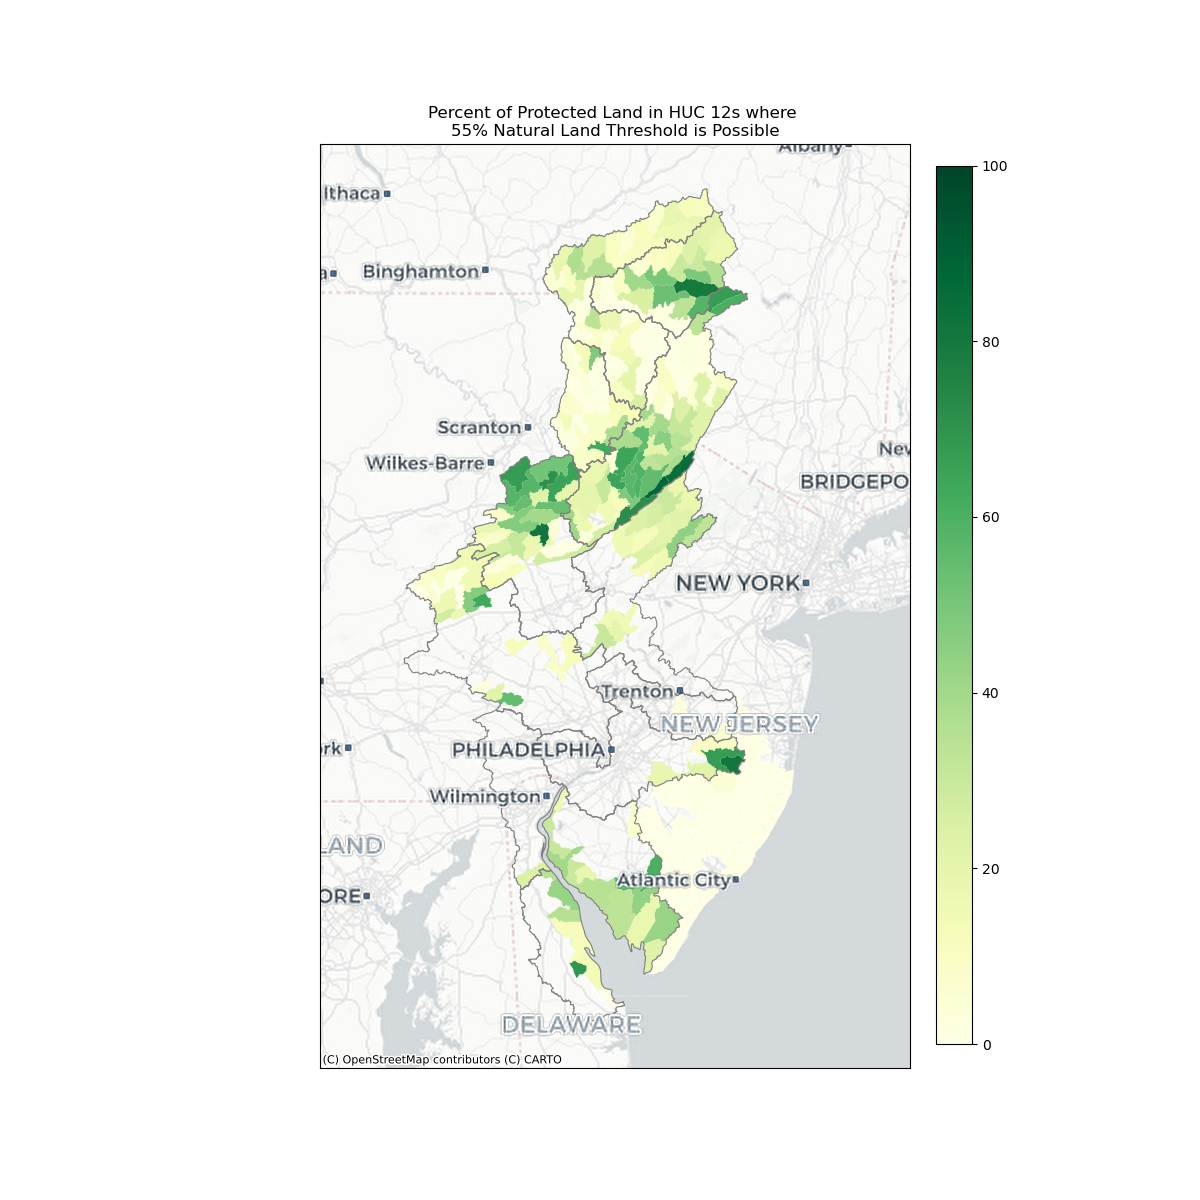 Percent of Protected Land in HUC 12s where
55% Natural Land Threshold is Possible
Albany
Ithaca
a
Binghamton
Scranton
Wilkes-Barre
New
BRIDGEPO
NEW YORK
Trenton
NEW JERSEY
rk
PHILADELPHIA
Wilmington
LAND
Atlantic City
ORE
DELAWARE
(C) OpenStreetMap contributors (C) CARTO
100
80
60
40
20
0